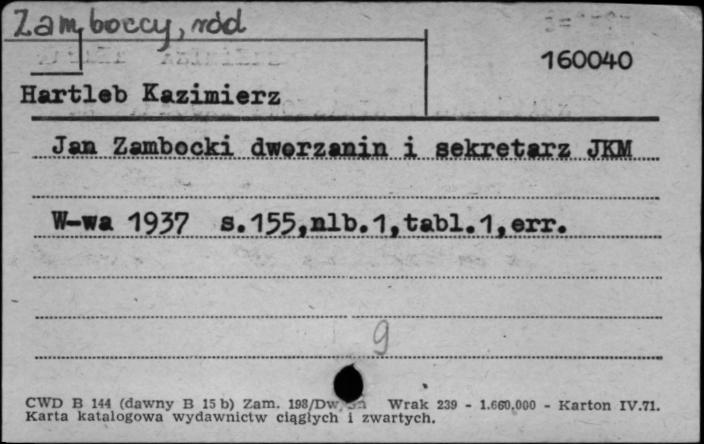 Zamboccy, ród
160040
Hartleb Kazimierz
Jan Zambocki dworzanin i sekretarz JKM
W-wa 1937 s.155,nlb.1,tabl.1,err.
9
CWD B 144 (dawny B 15 b) Zam. 198/Dw Wrak 239 - 1.660.000 - Karton IV.71.
Karta katalogowa wydawnictw ciągłych i zwartych.